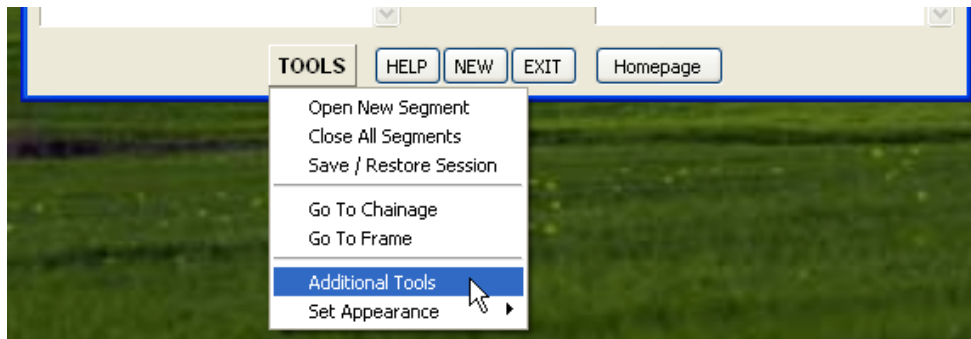 TOOLS HELP NEW EXIT Homepage
Open New Segment
Close All Segments
Save / Restore Session
Go To Chainage
Go To Frame
Additional Tools
Set Appearance